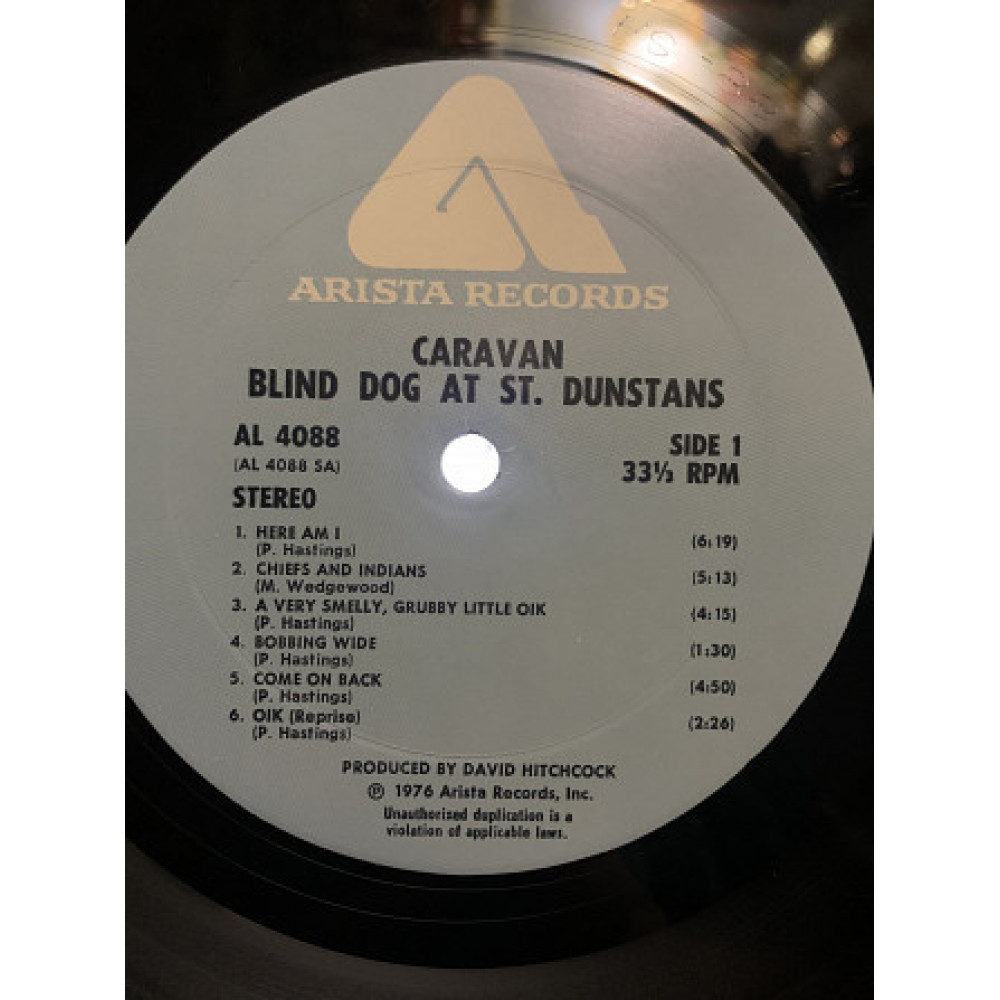 ARISTA RECORDS
CARAVAN
BLIND DOG AT ST. DUNSTANS
AL 4088 SIDE 1
(AL 4088 SA) 33⅓ RPM
STEREO
1. HERE AM I (6:19)
(P. Hastings)
2. CHIEFS AND INDIANS (5:13)
(M. Wedgewood)
3. A VERY SMELLY, GRUBBY LITTLE OIK (4:15)
(P. Hastings)
4. BOBBING WIDE (1:30)
(P. Hastings)
5. COME ON BACK (4:50)
(P. Hastings)
6. OIK (Reprise) (2:26)
(P. Hastings)
PRODUCED BY DAVID HITCHCOCK
℗ 1976 Arista Records, Inc.
Unauthorized duplication is a
violation of applicable laws.